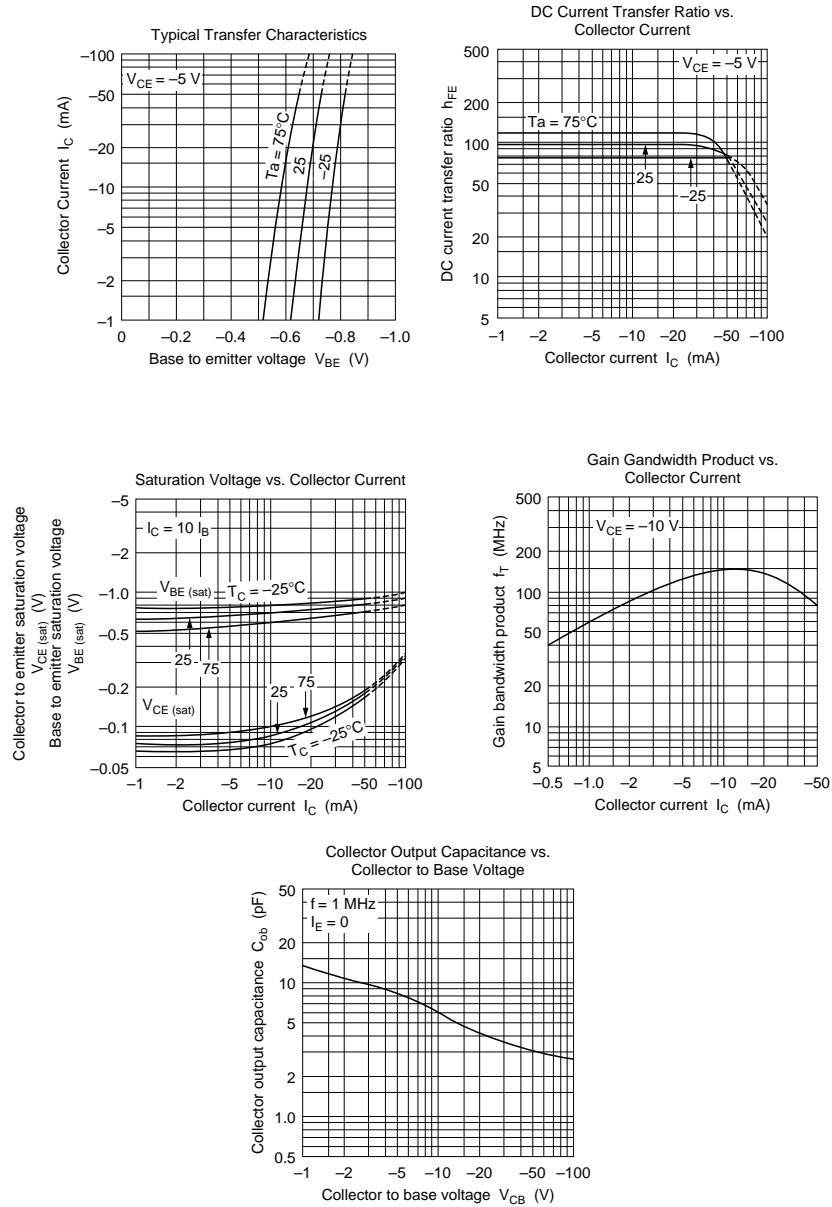 Typical Transfer Characteristics
Collector Current I_C (mA)
–100
–50
–20
–10
–5
–2
–1
V_CE = –5 V
Ta = 75°C
25
–25
0
–0.2
–0.4
–0.6
–0.8
–1.0
Base to emitter voltage V_BE (V)
DC Current Transfer Ratio vs.
Collector Current
DC current transfer ratio h_FE
500
200
100
50
20
10
5
V_CE = –5 V
Ta = 75°C
25
–25
–1
–2
–5
–10
–20
–50
–100
Collector current I_C (mA)
Saturation Voltage vs. Collector Current
Collector to emitter saturation voltage
V_CE (sat) (V)
Base to emitter saturation voltage
V_BE (sat) (V)
–5
–2
–1.0
–0.5
–0.2
–0.1
–0.05
I_C = 10 I_B
V_BE (sat)
T_C = –25°C
25
75
V_CE (sat)
25
75
T_C = –25°C
–1
–2
–5
–10
–20
–50
–100
Collector current I_C (mA)
Gain Gandwidth Product vs.
Collector Current
Gain bandwidth product f_T (MHz)
500
200
100
50
20
10
5
V_CE = –10 V
–0.5
–1.0
–2
–5
–10
–20
–50
Collector current I_C (mA)
Collector Output Capacitance vs.
Collector to Base Voltage
Collector output capacitance C_ob (pF)
50
20
10
5
2
1.0
0.5
f = 1 MHz
I_E = 0
–1
–2
–5
–10
–20
–50
–100
Collector to base voltage V_CB (V)